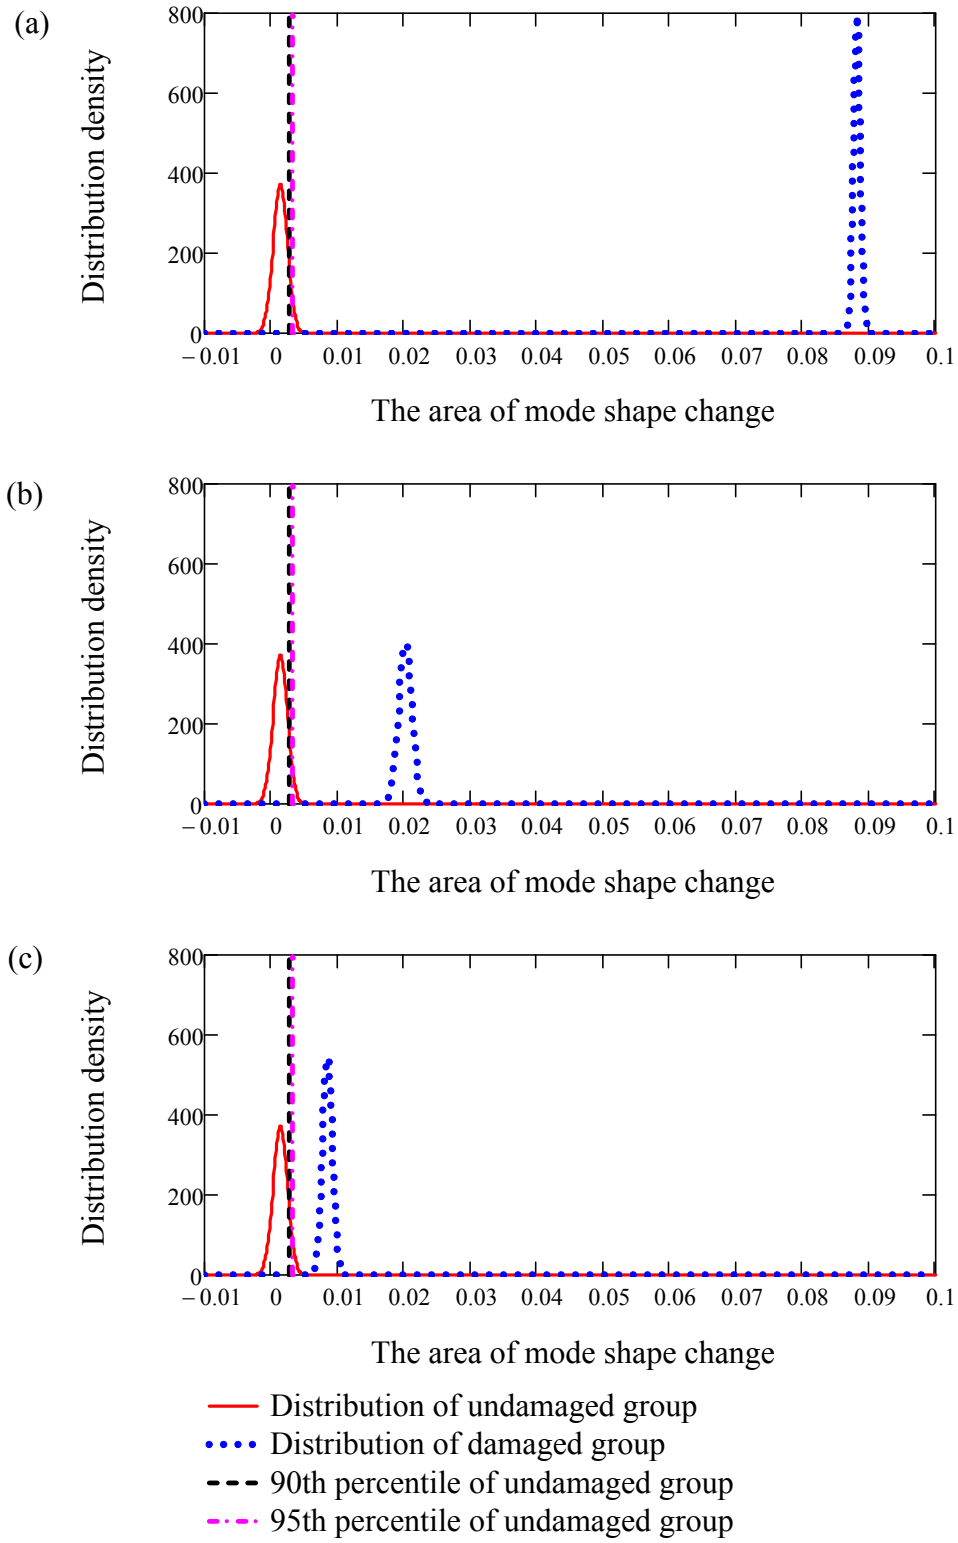 (a)
800
600
400
200
0
Distribution density
−0.01 0 0.01 0.02 0.03 0.04 0.05 0.06 0.07 0.08 0.09 0.1
The area of mode shape change
(b)
800
600
400
200
0
Distribution density
−0.01 0 0.01 0.02 0.03 0.04 0.05 0.06 0.07 0.08 0.09 0.1
The area of mode shape change
(c)
800
600
400
200
0
Distribution density
−0.01 0 0.01 0.02 0.03 0.04 0.05 0.06 0.07 0.08 0.09 0.1
The area of mode shape change
Distribution of undamaged group
Distribution of damaged group
90th percentile of undamaged group
95th percentile of undamaged group